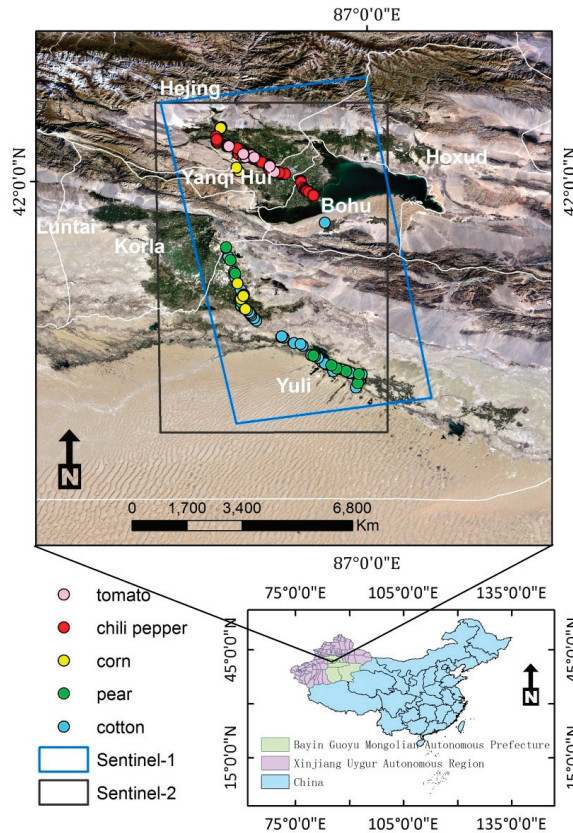 87°0'0"E
Hejing
Hoxud
42°0'0"N
42°0'0"N
Yanqi Hui
Bohu
Luntai
Korla
Yuli
N
0 1,700 3,400 6,800
Km
87°0'0"E
tomato
chili pepper
corn
pear
cotton
Sentinel-1
Sentinel-2
75°0'0"E 105°0'0"E 135°0'0"E
45°0'0"N
45°0'0"N
15°0'0"N
15°0'0"N
N
Bayin Guoyu Mongolian Autonomous Prefecture
Xinjiang Uygur Autonomous Region
China
75°0'0"E 105°0'0"E 135°0'0"E